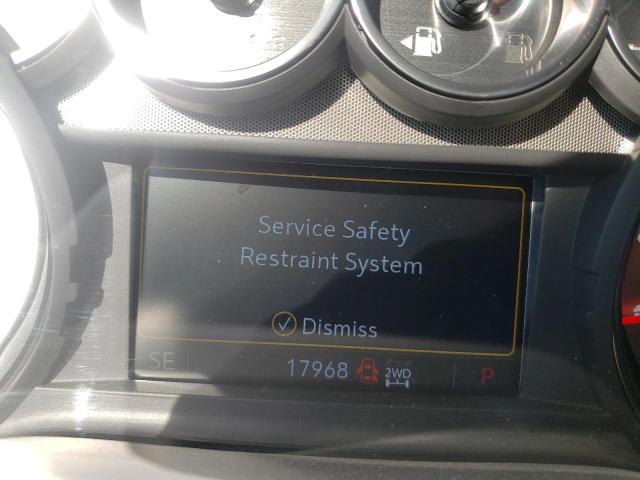 Service Safety
Restraint System
Dismiss
SE 17968 2WD P